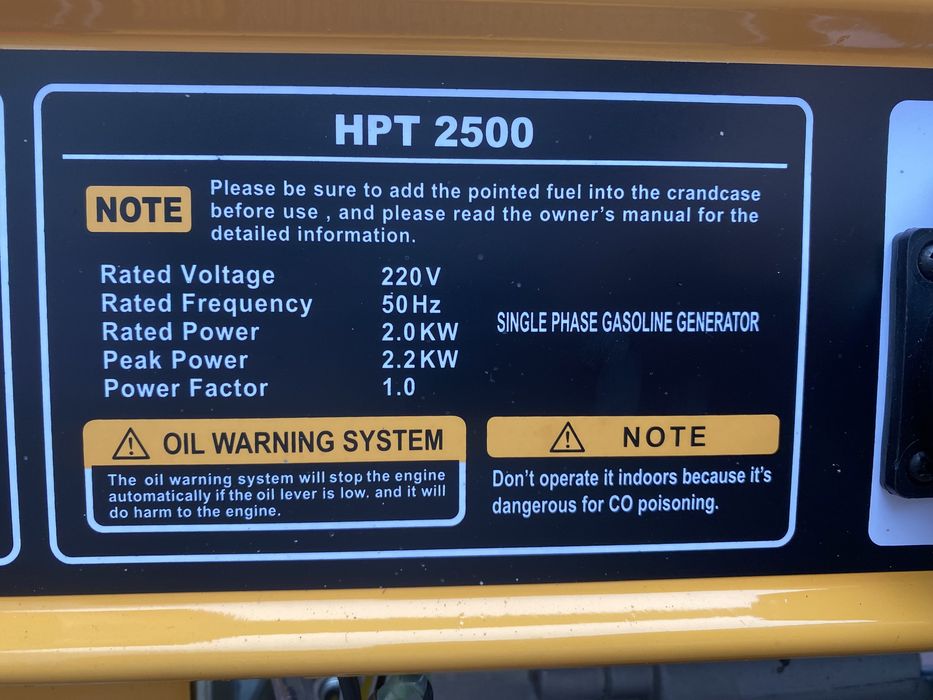 HPT 2500
NOTE
Please be sure to add the pointed fuel into the crandcase
before use , and please read the owner's manual for the
detailed information.
Rated Voltage 220V
Rated Frequency 50Hz
Rated Power 2.0KW
Peak Power 2.2KW
Power Factor 1.0
SINGLE PHASE GASOLINE GENERATOR
OIL WARNING SYSTEM
The oil warning system will stop the engine
automatically if the oil lever is low. and it will
do harm to the engine.
NOTE
Don't operate it indoors because it's
dangerous for CO poisoning.